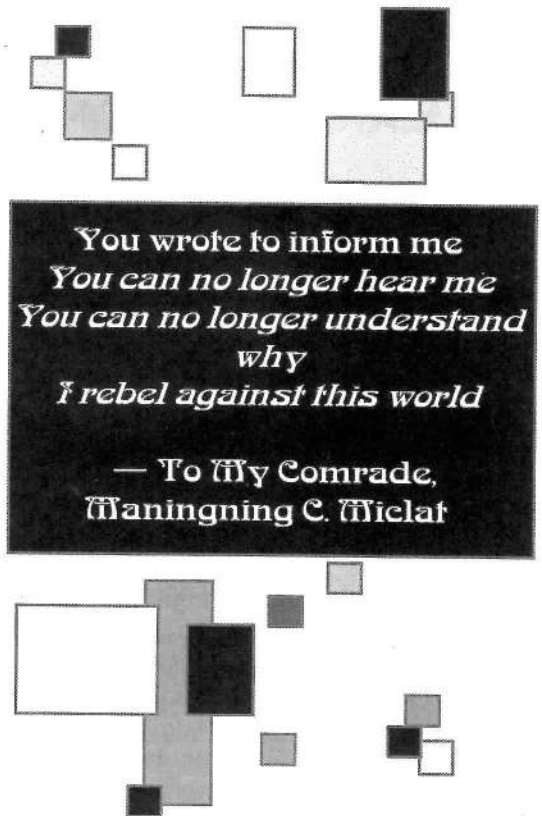 You wrote to inform me
You can no longer hear me
You can no longer understand
why
I rebel against this world
— To My Comrade,
Maningning C. Miclat